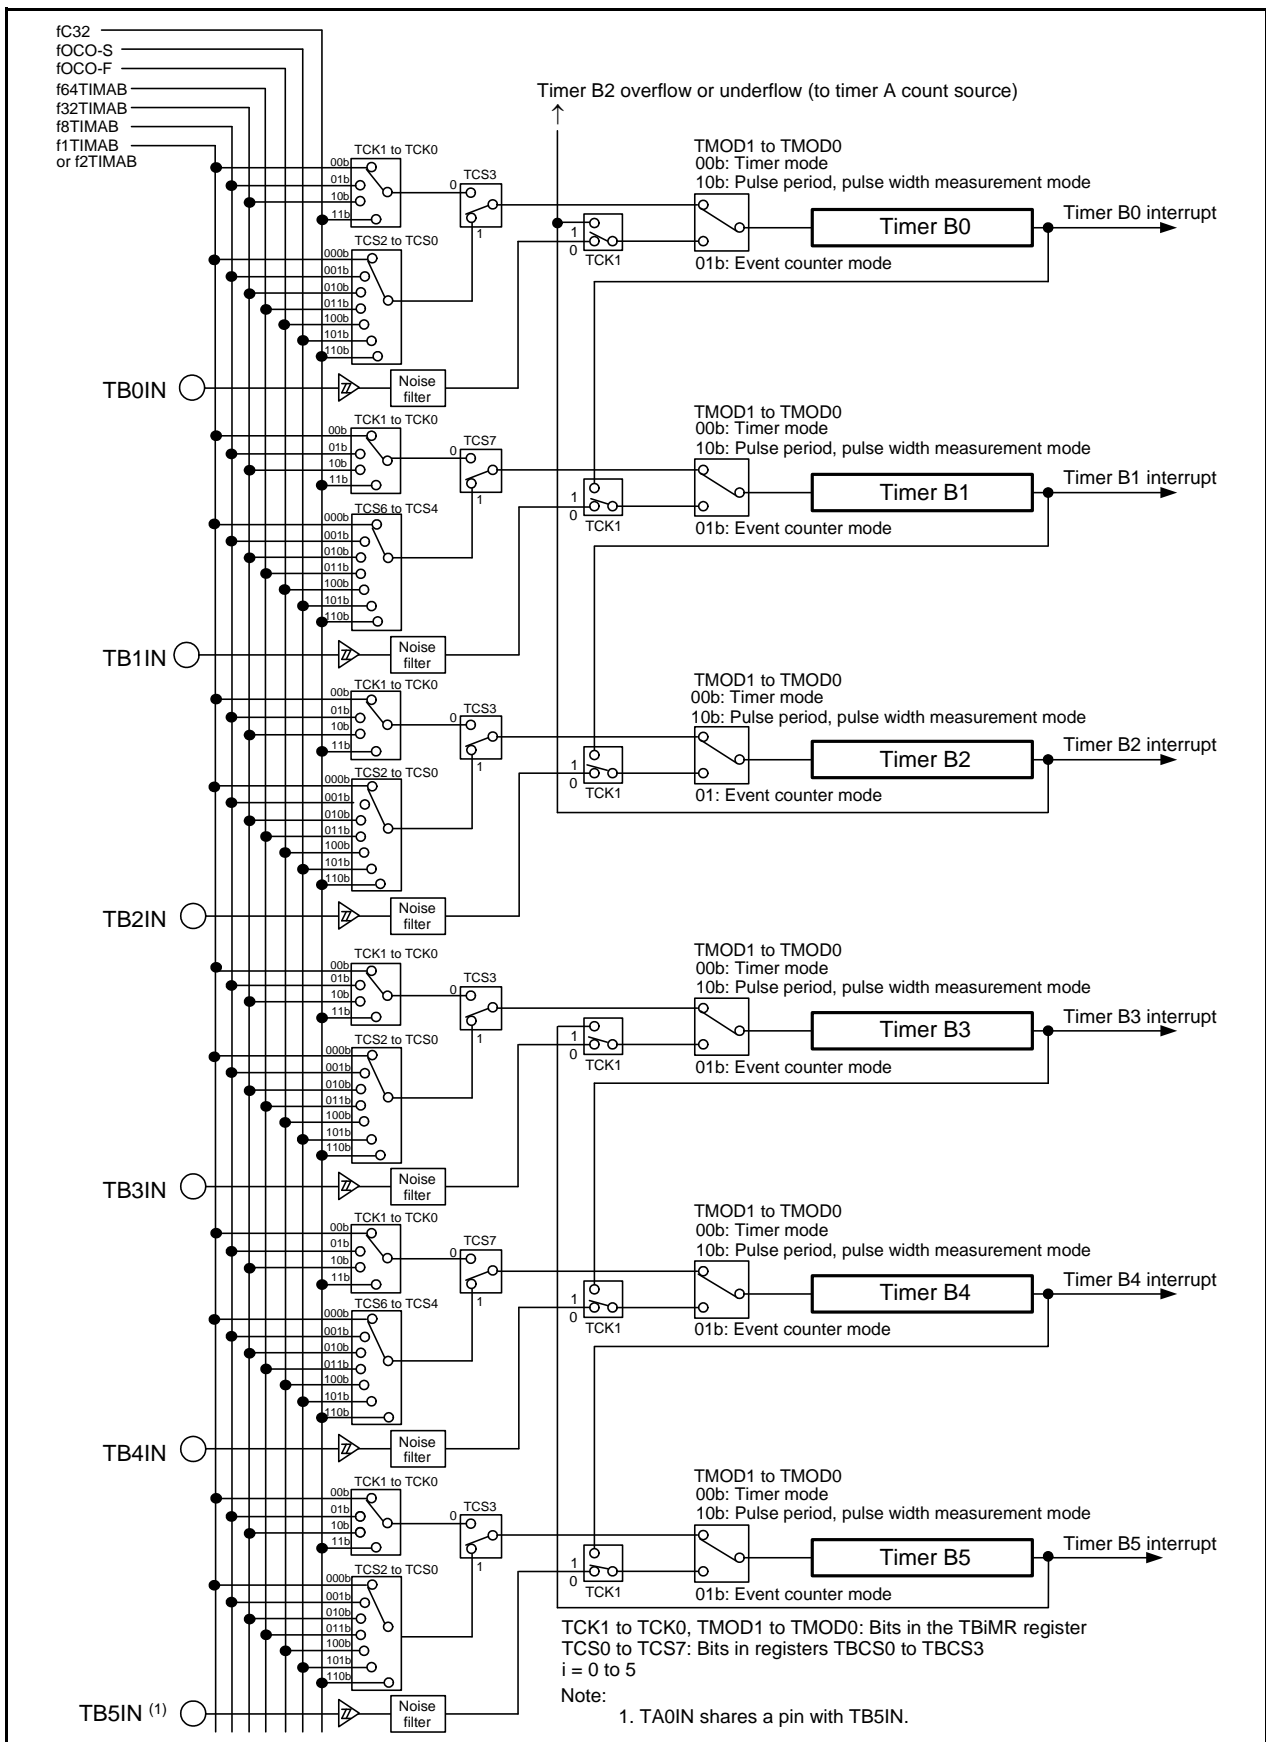 fC32
fOCO-S
fOCO-F
f64TIMAB
f32TIMAB
f8TIMAB
f1TIMAB
or f2TIMAB
Timer B2 overflow or underflow (to timer A count source)
TCK1 to TCK0
00b
01b
10b
11b
TCS3
0
1
TCS2 to TCS0
000b
001b
010b
011b
100b
101b
110b
TB0IN
Noise
filter
1
0
TCK1
TMOD1 to TMOD0
00b: Timer mode
10b: Pulse period, pulse width measurement mode
01b: Event counter mode
Timer B0
Timer B0 interrupt
TCK1 to TCK0
00b
01b
10b
11b
TCS7
0
1
TCS6 to TCS4
000b
001b
010b
011b
100b
101b
110b
TB1IN
Noise
filter
1
0
TCK1
TMOD1 to TMOD0
00b: Timer mode
10b: Pulse period, pulse width measurement mode
01b: Event counter mode
Timer B1
Timer B1 interrupt
TCK1 to TCK0
00b
01b
10b
11b
TCS3
0
1
TCS2 to TCS0
000b
001b
010b
011b
100b
101b
110b
TB2IN
Noise
filter
1
0
TCK1
TMOD1 to TMOD0
00b: Timer mode
10b: Pulse period, pulse width measurement mode
01: Event counter mode
Timer B2
Timer B2 interrupt
TCK1 to TCK0
00b
01b
10b
11b
TCS3
0
1
TCS2 to TCS0
000b
001b
010b
011b
100b
101b
110b
TB3IN
Noise
filter
1
0
TCK1
TMOD1 to TMOD0
00b: Timer mode
10b: Pulse period, pulse width measurement mode
01b: Event counter mode
Timer B3
Timer B3 interrupt
TCK1 to TCK0
00b
01b
10b
11b
TCS7
0
1
TCS6 to TCS4
000b
001b
010b
011b
100b
101b
110b
TB4IN
Noise
filter
1
0
TCK1
TMOD1 to TMOD0
00b: Timer mode
10b: Pulse period, pulse width measurement mode
01b: Event counter mode
Timer B4
Timer B4 interrupt
TCK1 to TCK0
00b
01b
10b
11b
TCS3
0
1
TCS2 to TCS0
000b
001b
010b
011b
100b
101b
110b
TB5IN (1)
Noise
filter
1
0
TCK1
TMOD1 to TMOD0
00b: Timer mode
10b: Pulse period, pulse width measurement mode
01b: Event counter mode
Timer B5
Timer B5 interrupt
TCK1 to TCK0, TMOD1 to TMOD0: Bits in the TBiMR register
TCS0 to TCS7: Bits in registers TBCS0 to TBCS3
i = 0 to 5
Note:
1. TA0IN shares a pin with TB5IN.